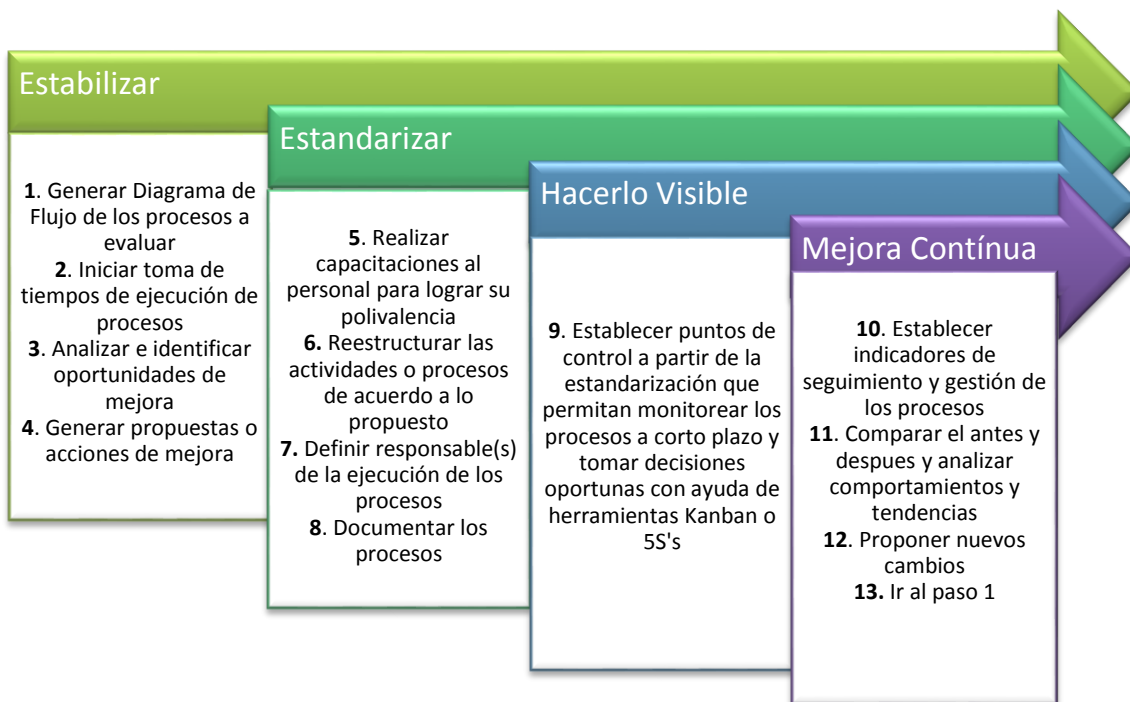 Estabilizar
1. Generar Diagrama de
Flujo de los procesos a
evaluar
2. Iniciar toma de
tiempos de ejecución de
procesos
3. Analizar e identificar
oportunidades de
mejora
4. Generar propuestas o
acciones de mejora
Estandarizar
5. Realizar
capacitaciones al
personal para lograr su
polivalencia
6. Reestructurar las
actividades o procesos
de acuerdo a lo
propuesto
7. Definir responsable(s)
de la ejecución de los
procesos
8. Documentar los
procesos
Hacerlo Visible
9. Establecer puntos de
control a partir de la
estandarización que
permitan monitorear los
procesos a corto plazo y
tomar decisiones
oportunas con ayuda de
herramientas Kanban o
5S's
Mejora Contínua
10. Establecer
indicadores de
seguimiento y gestión de
los procesos
11. Comparar el antes y
despues y analizar
comportamientos y
tendencias
12. Proponer nuevos
cambios
13. Ir al paso 1